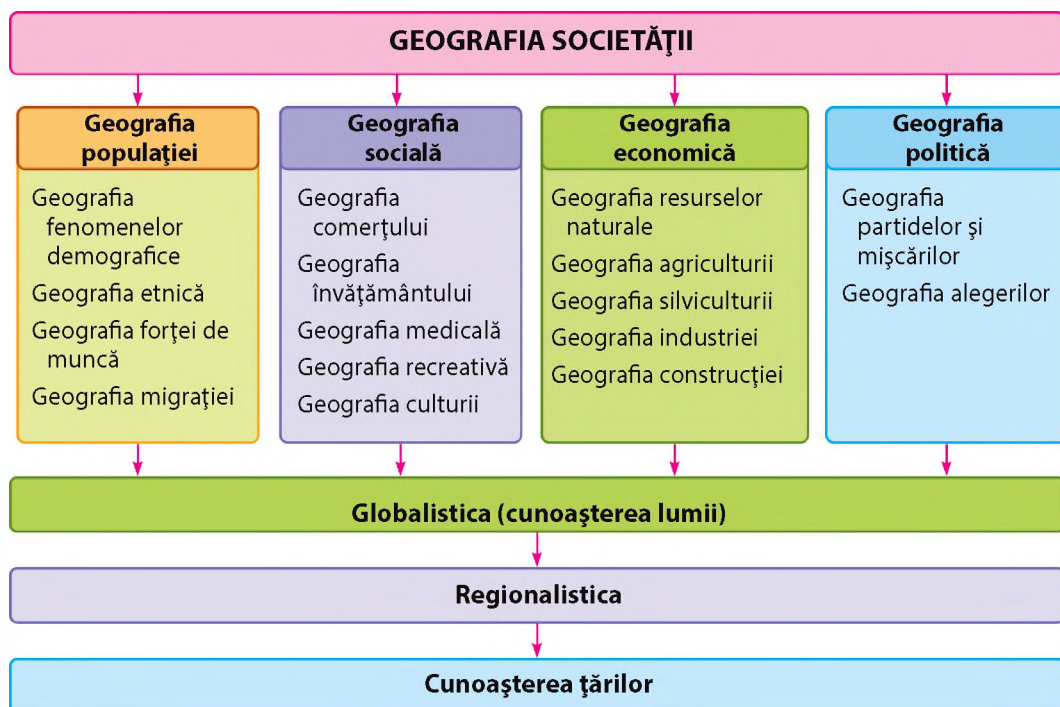 GEOGRAFIA SOCIETĂŢII
Geografia
populaţiei
Geografia
fenomenelor
demografice
Geografia etnică
Geografia forţei de
muncă
Geografia migraţiei
Geografia
socială
Geografia
comerţului
Geografia
învăţământului
Geografia medicală
Geografia recreativă
Geografia culturii
Geografia
economică
Geografia resurselor
naturale
Geografia agriculturii
Geografia silviculturii
Geografia industriei
Geografia construcţiei
Geografia
politică
Geografia
partidelor şi
mişcărilor
Geografia alegerilor
Globalistica (cunoaşterea lumii)
Regionalistica
Cunoaşterea ţărilor